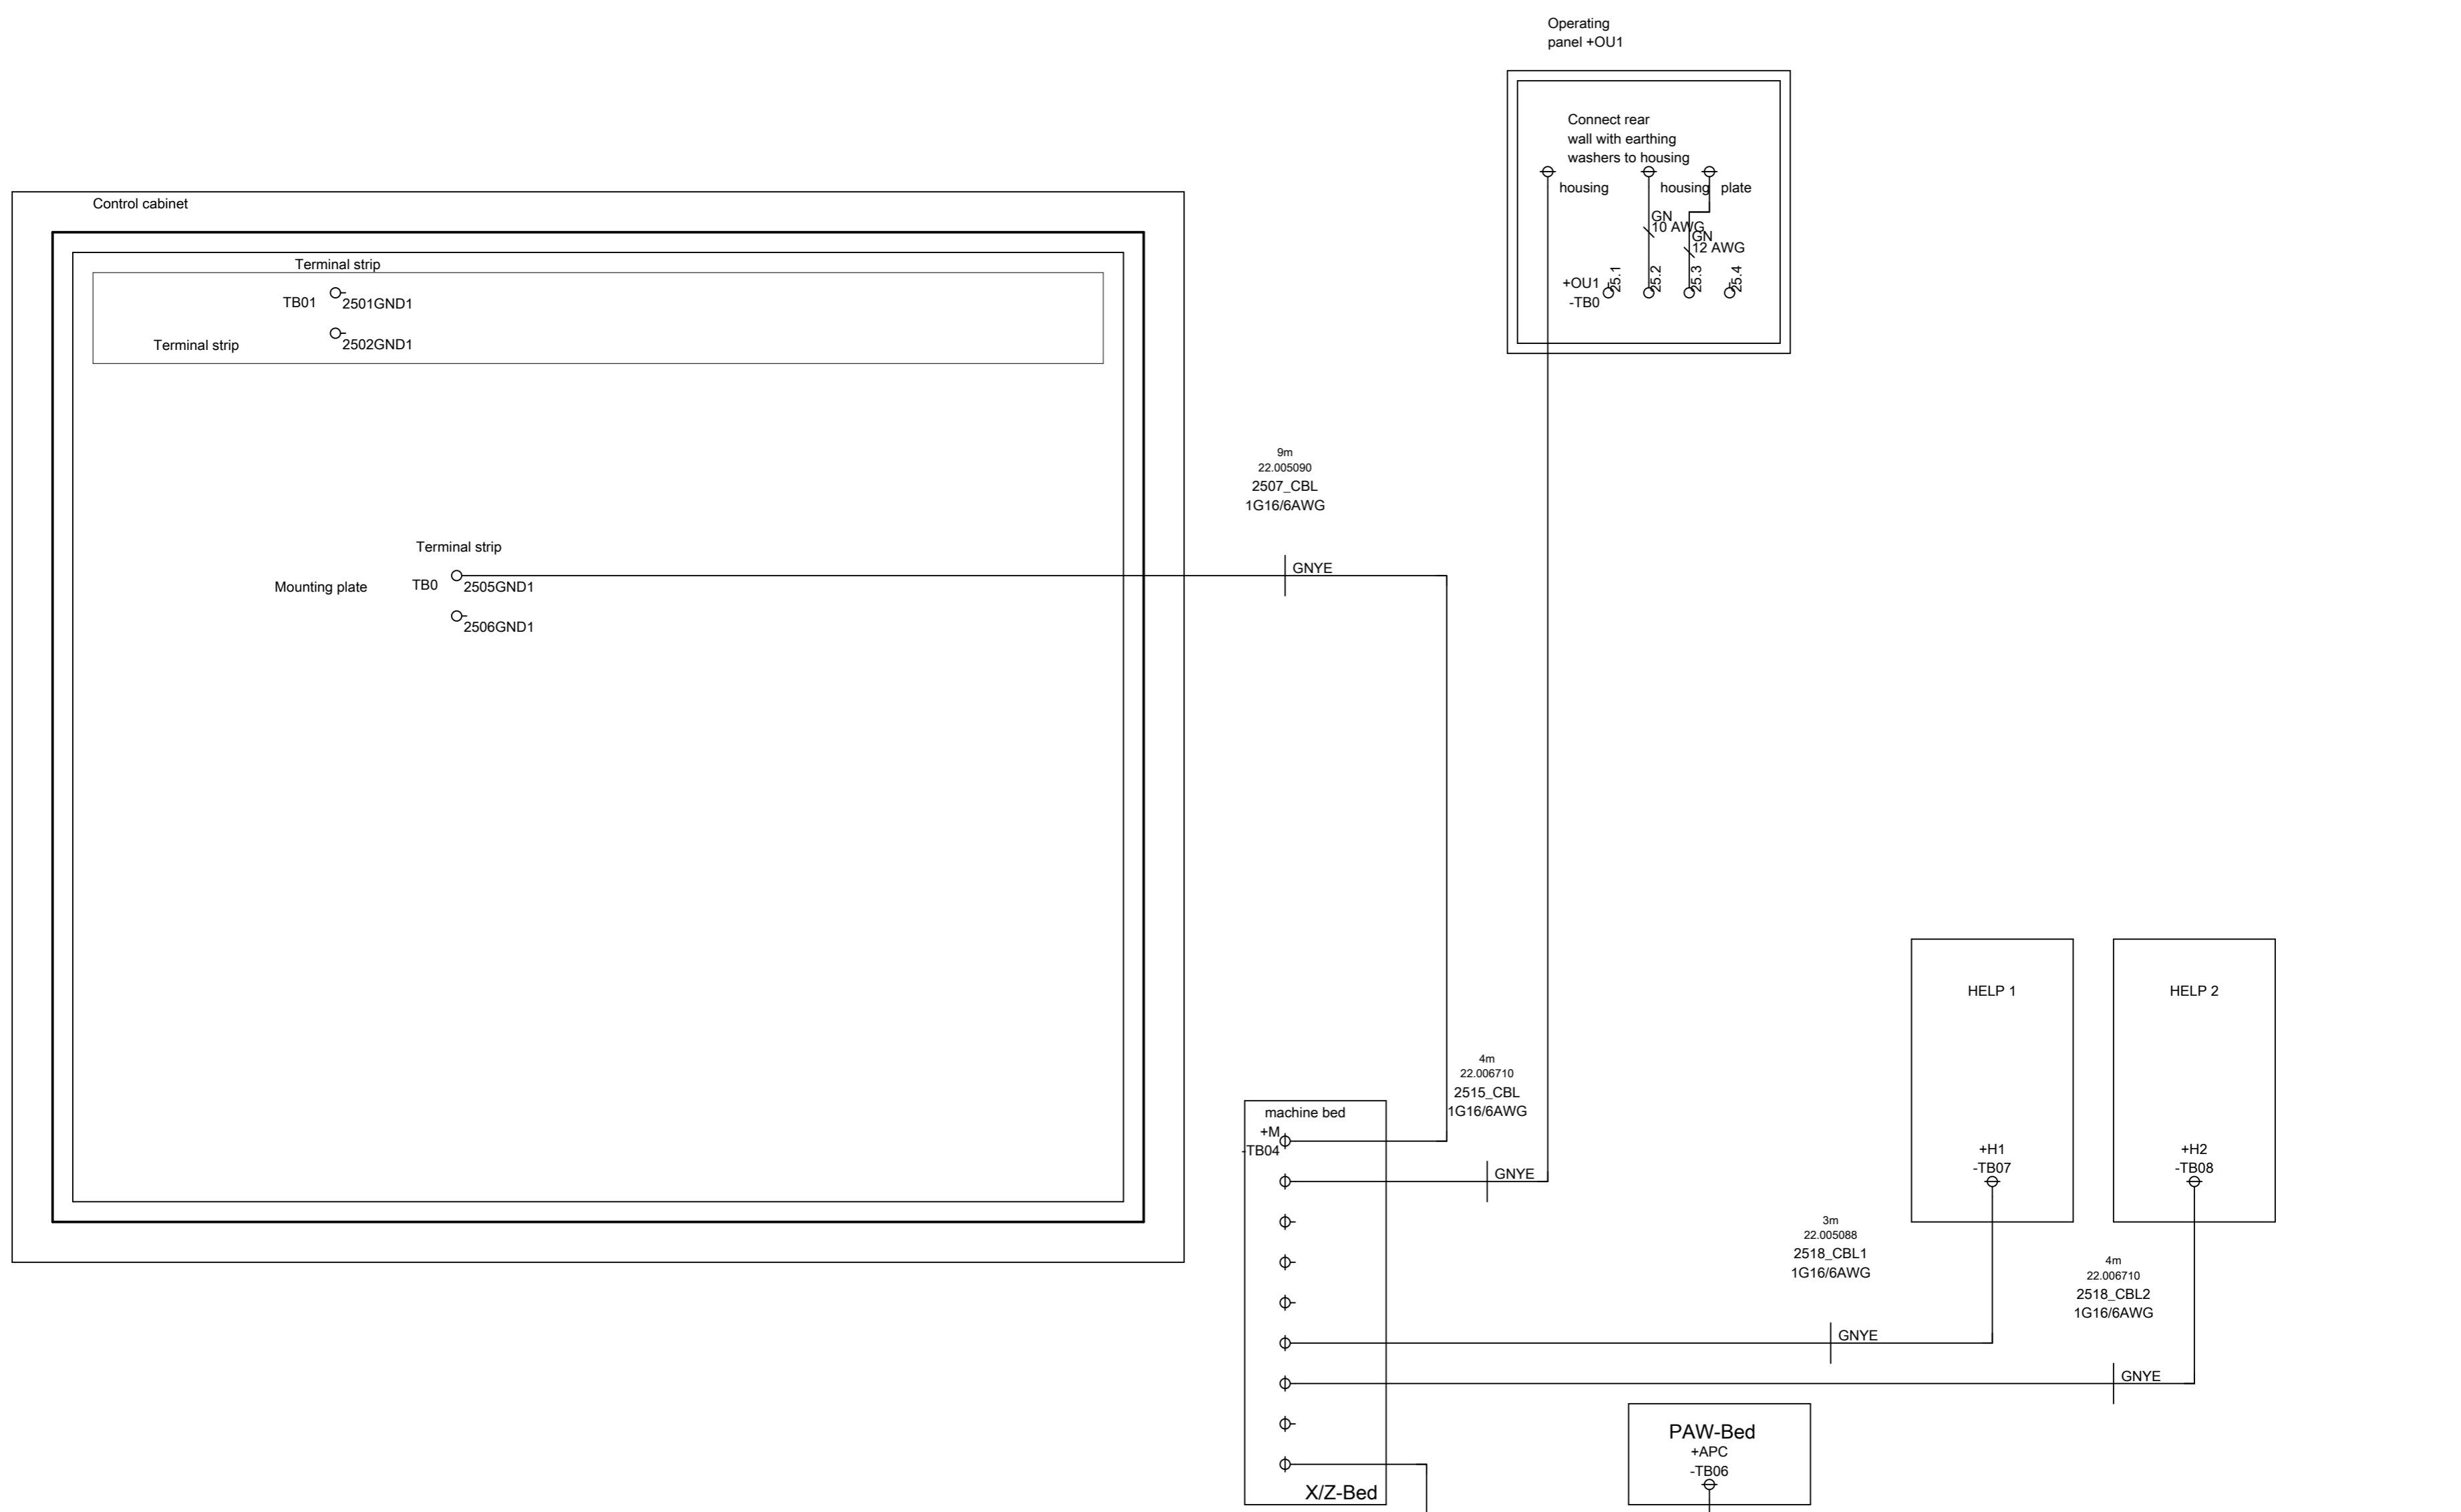 Operating
panel +OU1
Connect rear
wall with earthing
washers to housing
housing
housing
plate
GN
10 AWG
GN
12 AWG
+OU1
-TB0
25.1
25.2
25.3
25.4
Control cabinet
Terminal strip
TB01
2501GND1
2502GND1
Terminal strip
9m
22.005090
2507_CBL
1G16/6AWG
GNYE
Terminal strip
Mounting plate
TB0
2505GND1
2506GND1
HELP 1
HELP 2
4m
22.006710
2515_CBL
1G16/6AWG
GNYE
machine bed
+M
-TB04
+H1
-TB07
+H2
-TB08
3m
22.005088
2518_CBL1
1G16/6AWG
GNYE
4m
22.006710
2518_CBL2
1G16/6AWG
GNYE
PAW-Bed
+APC
-TB06
X/Z-Bed